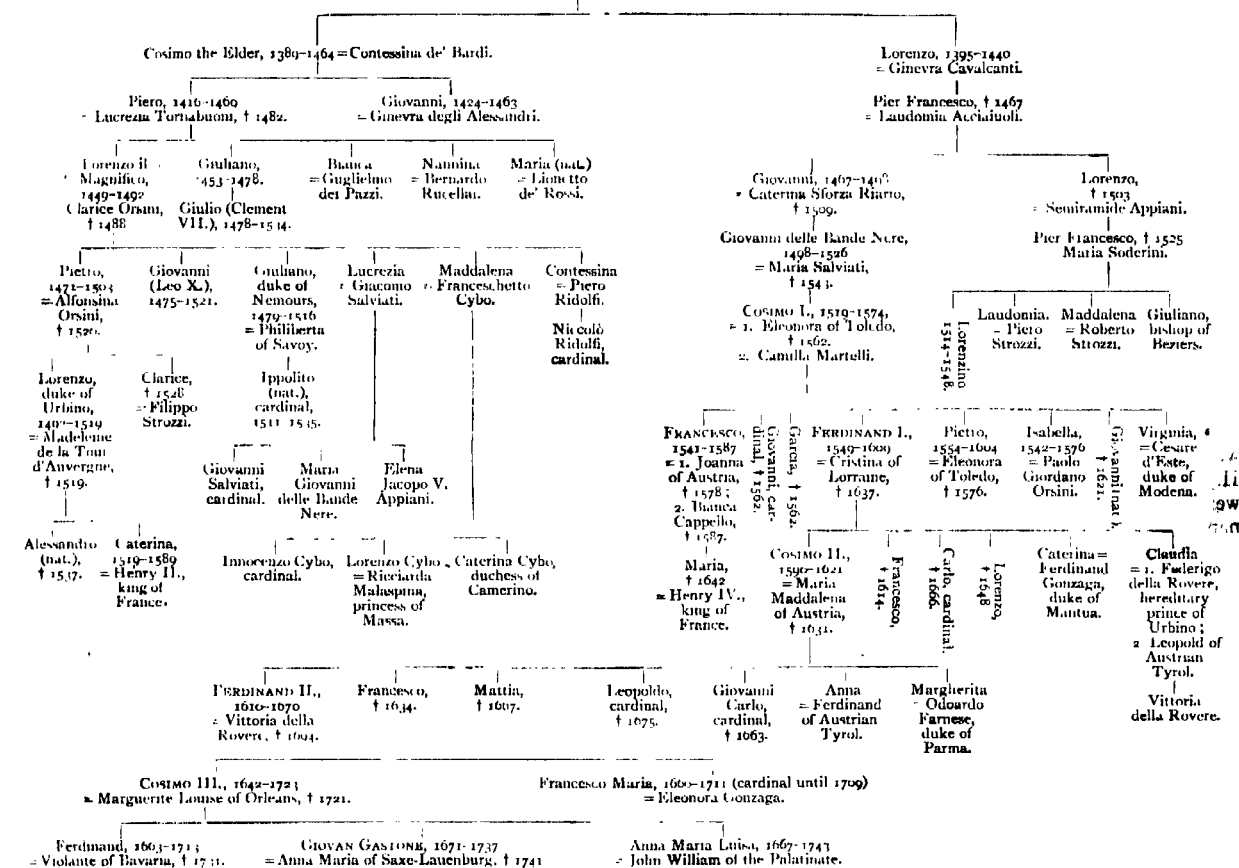 Cosimo the Elder, 1389-1464 = Contessina de' Bardi.
Lorenzo, 1395-1440
= Ginevra Cavalcanti.
Piero, 1416-1469
= Lucrezia Tornabuoni, † 1482.
Giovanni, 1424-1463
= Ginevra degli Alessandri.
Pier Francesco, † 1467
= Laudomia Acciaiuoli.
Lorenzo il
Magnifico,
1449-1492
Clarice Orsini,
† 1488
Giuliano,
1453-1478.
Giulio (Clement
VII.), 1478-1534.
Bianca
= Guglielmo
dei Pazzi.
Nannina
= Bernardo
Rucellai.
Maria (nat.)
= Lionetto
de' Rossi.
Giovanni, 1467-1498
= Caterina Sforza Riario,
† 1509.
Giovanni delle Bande Nere,
1498-1526
= Maria Salviati,
† 1543.
Cosimo I., 1519-1574,
= 1. Eleonora of Toledo,
† 1562.
2. Camilla Martelli.
Lorenzo,
† 1503
= Semiramide Appiani.
Pier Francesco, † 1525
Maria Soderini.
Lorenzino
1514-1548.
Laudomia.
= Piero
Strozzi.
Maddalena
= Roberto
Strozzi.
Giuliano,
bishop of
Beziers.
Pietro,
1471-1503
= Alfonsina
Orsini,
† 1520.
Giovanni
(Leo X.),
1475-1521.
Giuliano,
duke of
Nemours,
1479-1516
= Philiberta
of Savoy.
Lucrezia
= Giacomo
Salviati.
Maddalena
= Franceschetto
Cybo.
Contessina
= Piero
Ridolfi.
Niccolò
Ridolfi,
cardinal.
Lorenzo,
duke of
Urbino,
1492-1519
= Madeleine
de la Tour
d'Auvergne,
† 1519.
Clarice,
† 1528
= Filippo
Strozzi.
Ippolito
(nat.),
cardinal,
1511-1535.
Giovanni
Salviati,
cardinal.
Maria
Giovanni
delle Bande
Nere.
Elena
Jacopo V.
Appiani.
Francesco,
1541-1587
= 1. Joanna
of Austria,
† 1578;
2. Bianca
Cappello,
† 1587.
Giovanni, car-
dinal, † 1562
Garcia, † 1562.
Ferdinand I.,
1549-1609
= Cristina of
Lorraine,
† 1637.
Pietro,
1554-1604
= Eleonora
of Toledo,
† 1576.
Isabella,
1542-1576
= Paolo
Giordano
Orsini.
Giovanni (nat.),
† 1621.
Virginia,
= Cesare
d'Este,
duke of
Modena.
Alessandro
(nat.),
† 1537.
Caterina,
1519-1589
= Henry II.,
king of
France.
Innocenzo Cybo,
cardinal.
Lorenzo Cybo
= Ricciarda
Malaspina,
princess of
Massa.
Caterina Cybo,
duchess of
Camerino.
Maria,
† 1642
= Henry IV.,
king of
France.
Cosimo II.,
1590-1621
= Maria
Maddalena
of Austria,
† 1631.
Francesco,
† 1614.
Carlo, cardinal.
† 1666.
Lorenzo,
† 1648
Caterina =
Ferdinand
Gonzaga,
duke of
Mantua.
Claudia
= 1. Federigo
della Rovere,
hereditary
prince of
Urbino;
2 Leopold of
Austrian
Tyrol.
Vittoria
della Rovere.
Ferdinand II.,
1610-1670
= Vittoria della
Rovere, † 1694.
Francesco,
† 1634.
Mattia,
† 1667.
Leopoldo,
cardinal,
† 1675.
Giovanni
Carlo,
cardinal,
† 1663.
Anna
= Ferdinand
of Austrian
Tyrol.
Margherita
= Odoardo
Farnese,
duke of
Parma.
Cosimo III., 1642-1723
= Marguerite Louise of Orleans, † 1721.
Francesco Maria, 1660-1711 (cardinal until 1709)
= Eleonora Gonzaga.
Ferdinand, 1663-1713
= Violante of Bavaria, † 1731.
Giovan Gastone, 1671-1737
= Anna Maria of Saxe-Lauenburg, † 1741
Anna Maria Luisa, 1667-1743
= John William of the Palatinate.